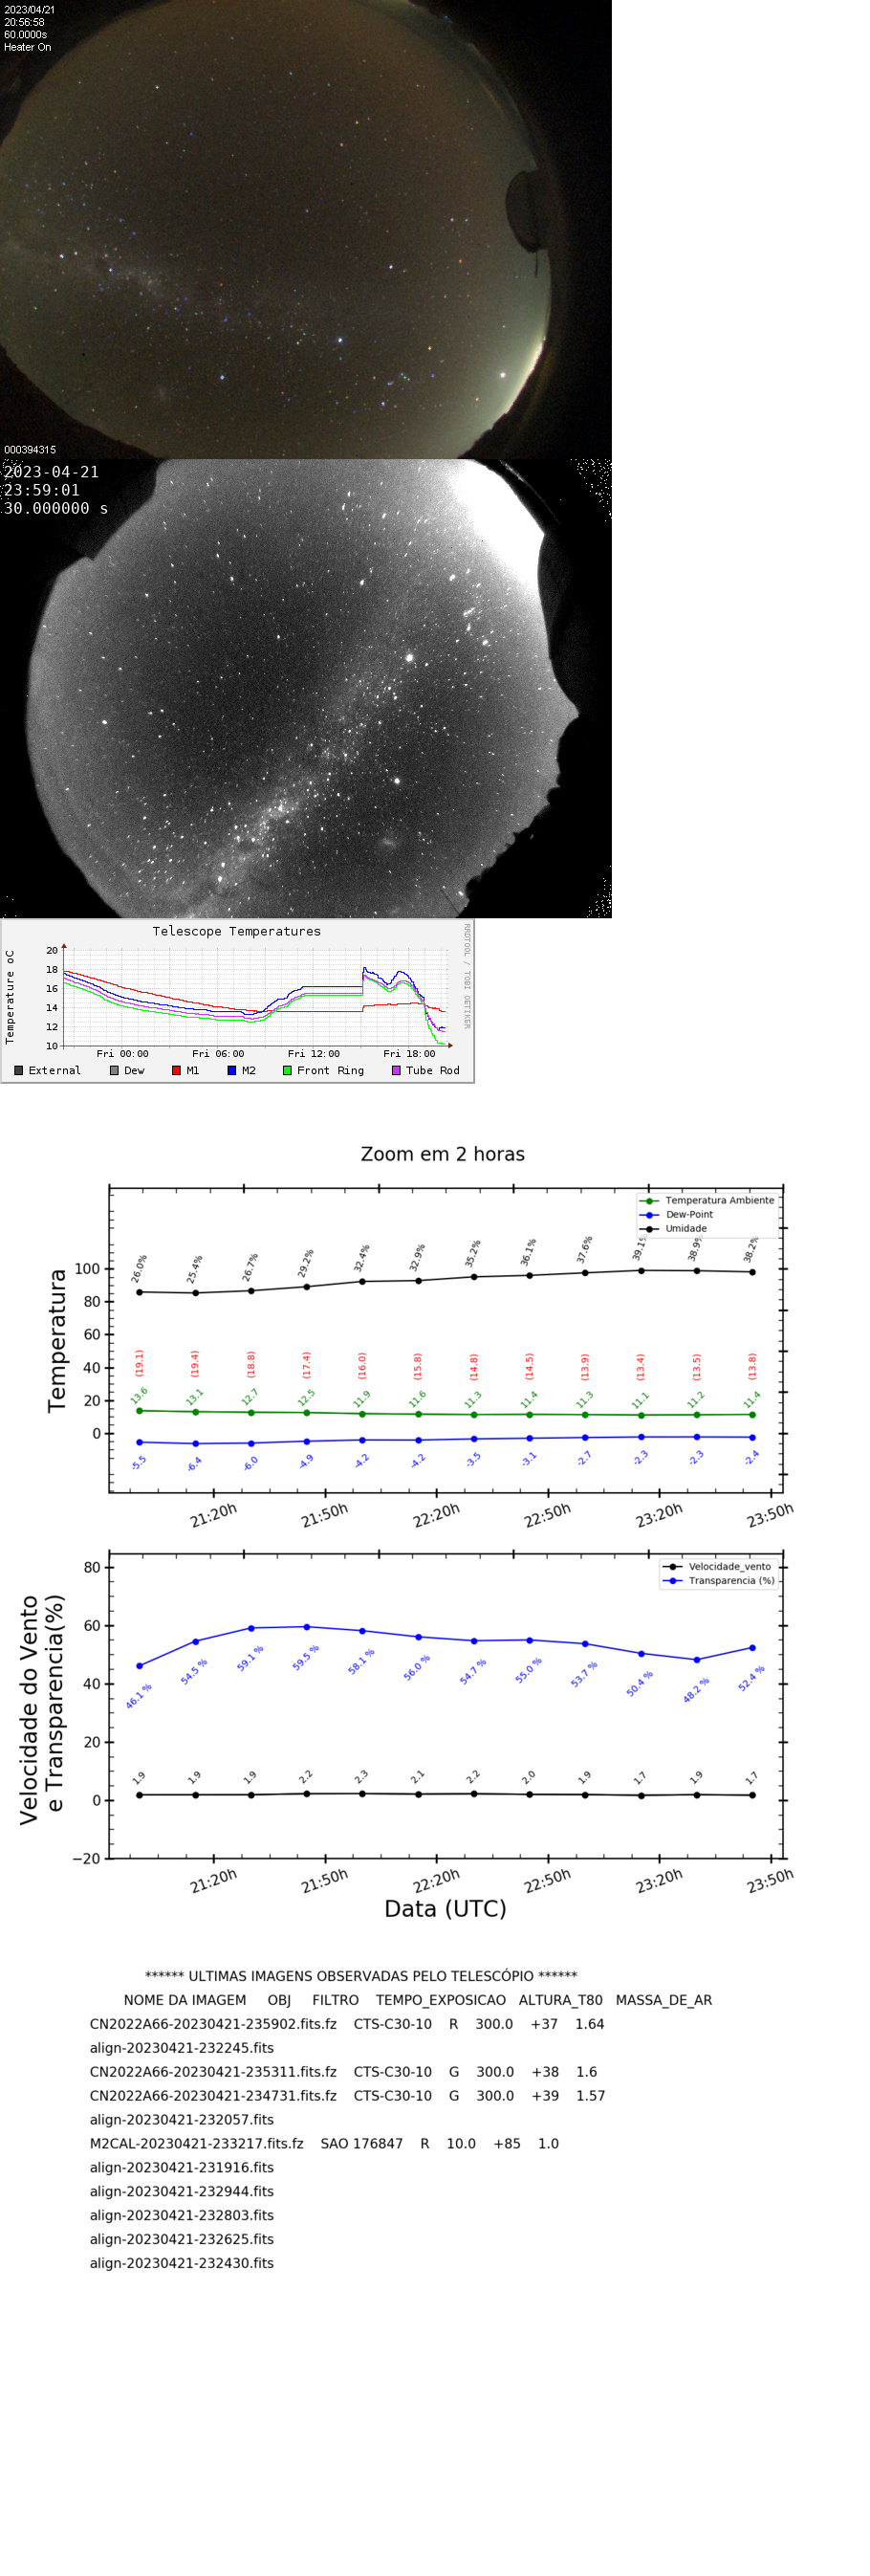 2023/04/21
20:56:58
60.0000s
Heater On
000394315
2023-04-21
23:59:01
30.000000 s
Telescope Temperatures
RRDTOOL / TOBI OETIKER
Temperature oC
20
18
16
14
12
10
Fri 00:00 Fri 06:00 Fri 12:00 Fri 18:00
External Dew M1 M2 Front Ring Tube Rod
Zoom em 2 horas
Temperatura Ambiente
Dew-Point
Umidade
Temperatura
100
80
60
40
20
0
26.0% 25.4% 26.7% 29.2% 32.4% 32.9% 35.2% 36.1% 37.6% 39.1% 38.9% 38.2%
(19.1) (19.4) (18.8) (17.4) (16.0) (15.8) (14.8) (14.5) (13.9) (13.4) (13.5) (13.8)
13.6 13.1 12.7 12.5 11.9 11.6 11.3 11.4 11.3 11.1 11.2 11.4
-5.5 -6.4 -6.0 -4.9 -4.2 -4.2 -3.5 -3.1 -2.7 -2.3 -2.3 -2.4
21:20h 21:50h 22:20h 22:50h 23:20h 23:50h
Velocidade_vento
Transparencia (%)
Velocidade do Vento
e Transparencia(%)
80
60
40
20
0
−20
46.1 % 54.5 % 59.1 % 59.5 % 58.1 % 56.0 % 54.7 % 55.0 % 53.7 % 50.4 % 48.2 % 52.4 %
1.9 1.9 1.9 2.2 2.3 2.1 2.2 2.0 1.9 1.7 1.9 1.7
21:20h 21:50h 22:20h 22:50h 23:20h 23:50h
Data (UTC)
****** ULTIMAS IMAGENS OBSERVADAS PELO TELESCÓPIO ******
NOME DA IMAGEM OBJ FILTRO TEMPO_EXPOSICAO ALTURA_T80 MASSA_DE_AR
CN2022A66-20230421-235902.fits.fz CTS-C30-10 R 300.0 +37 1.64
align-20230421-232245.fits
CN2022A66-20230421-235311.fits.fz CTS-C30-10 G 300.0 +38 1.6
CN2022A66-20230421-234731.fits.fz CTS-C30-10 G 300.0 +39 1.57
align-20230421-232057.fits
M2CAL-20230421-233217.fits.fz SAO 176847 R 10.0 +85 1.0
align-20230421-231916.fits
align-20230421-232944.fits
align-20230421-232803.fits
align-20230421-232625.fits
align-20230421-232430.fits